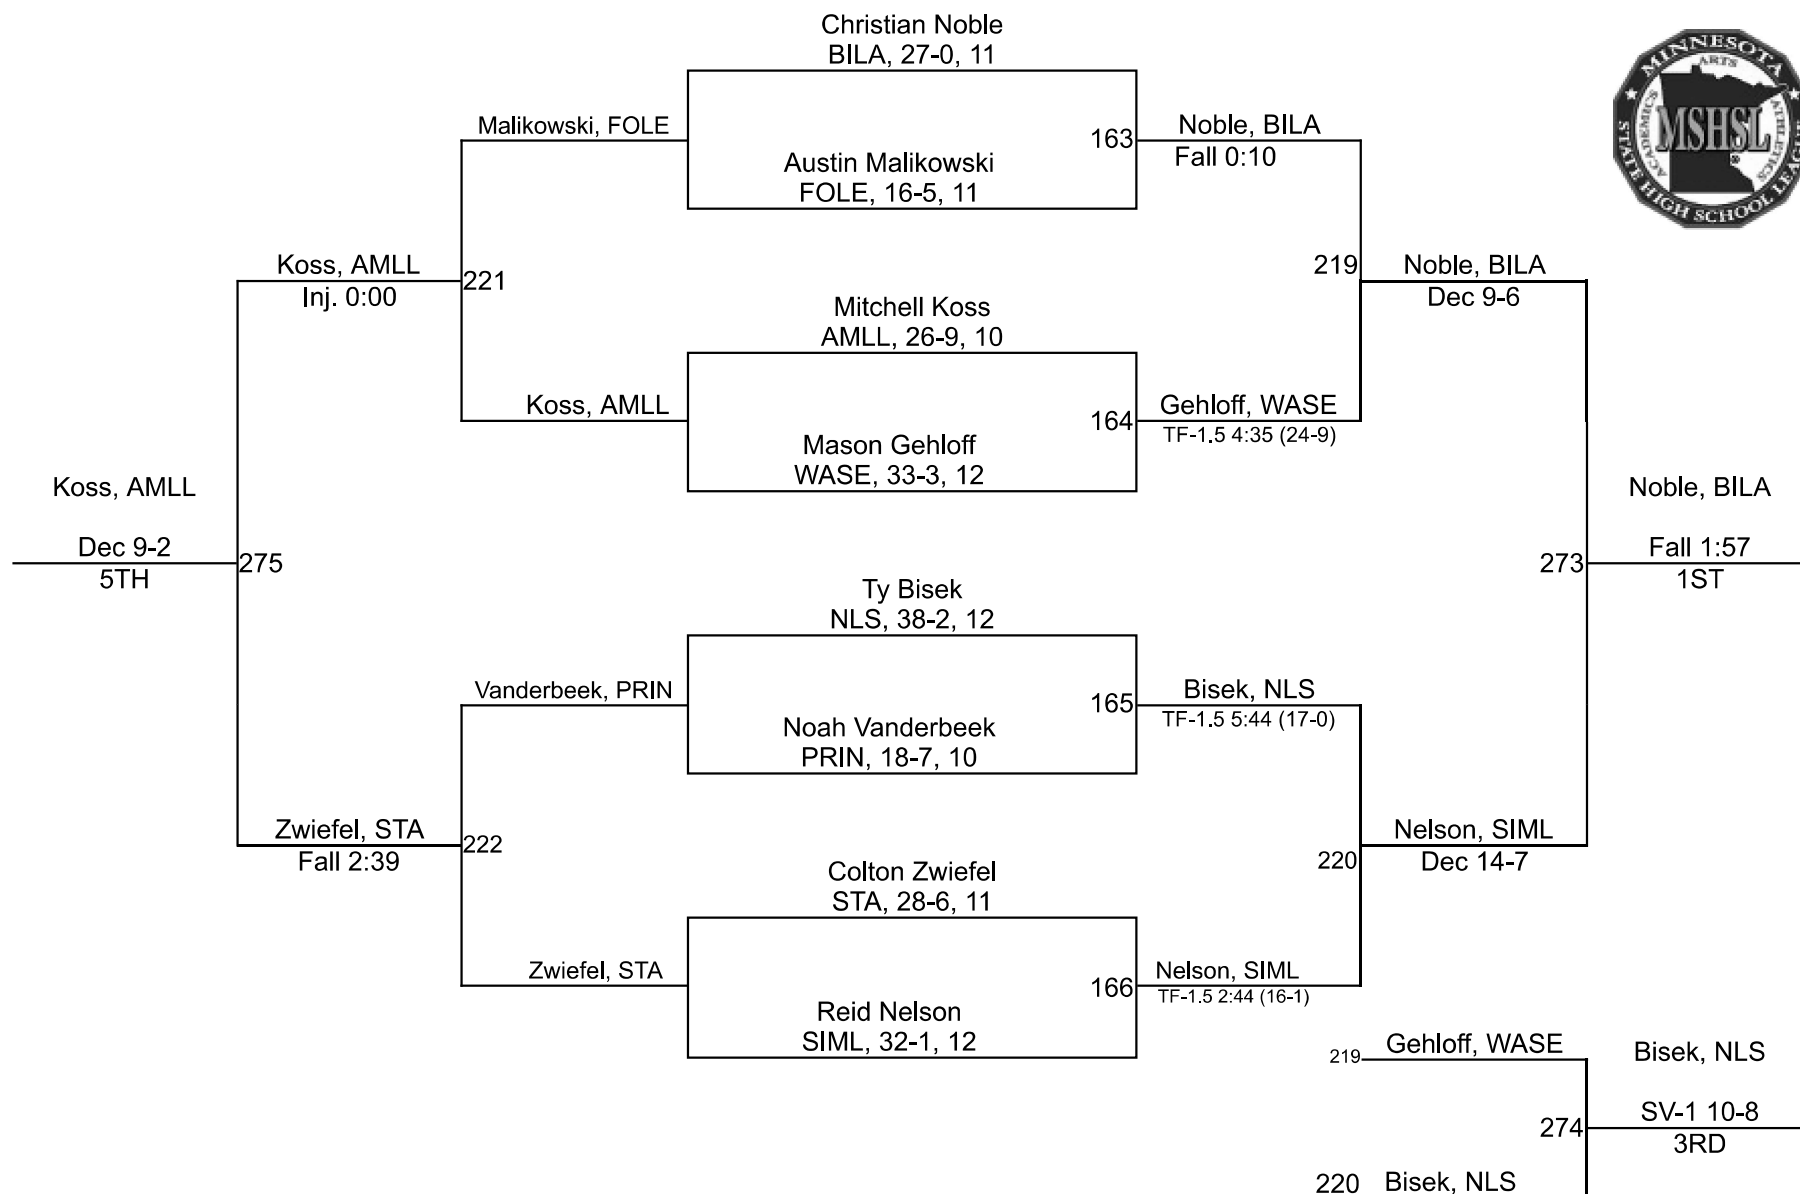 Christian Noble
BILA, 27-0, 11
MINNESOTA
STATE HIGH SCHOOL LEAGUE
ARTS
ACADEMICS
ATHLETICS
MSHSL
Malikowski, FOLE
163
Noble, BILA
Fall 0:10
Austin Malikowski
FOLE, 16-5, 11
Koss, AMLL
Inj. 0:00
221
219
Noble, BILA
Dec 9-6
Mitchell Koss
AMLL, 26-9, 10
Koss, AMLL
164
Gehloff, WASE
TF-1.5 4:35 (24-9)
Mason Gehloff
WASE, 33-3, 12
Koss, AMLL
Dec 9-2
5TH
275
Noble, BILA
273
Fall 1:57
1ST
Ty Bisek
NLS, 38-2, 12
Vanderbeek, PRIN
165
Bisek, NLS
TF-1.5 5:44 (17-0)
Noah Vanderbeek
PRIN, 18-7, 10
Zwiefel, STA
Fall 2:39
222
220
Nelson, SIML
Dec 14-7
Colton Zwiefel
STA, 28-6, 11
Zwiefel, STA
166
Nelson, SIML
TF-1.5 2:44 (16-1)
Reid Nelson
SIML, 32-1, 12
219
Gehloff, WASE
Bisek, NLS
274
SV-1 10-8
3RD
220
Bisek, NLS